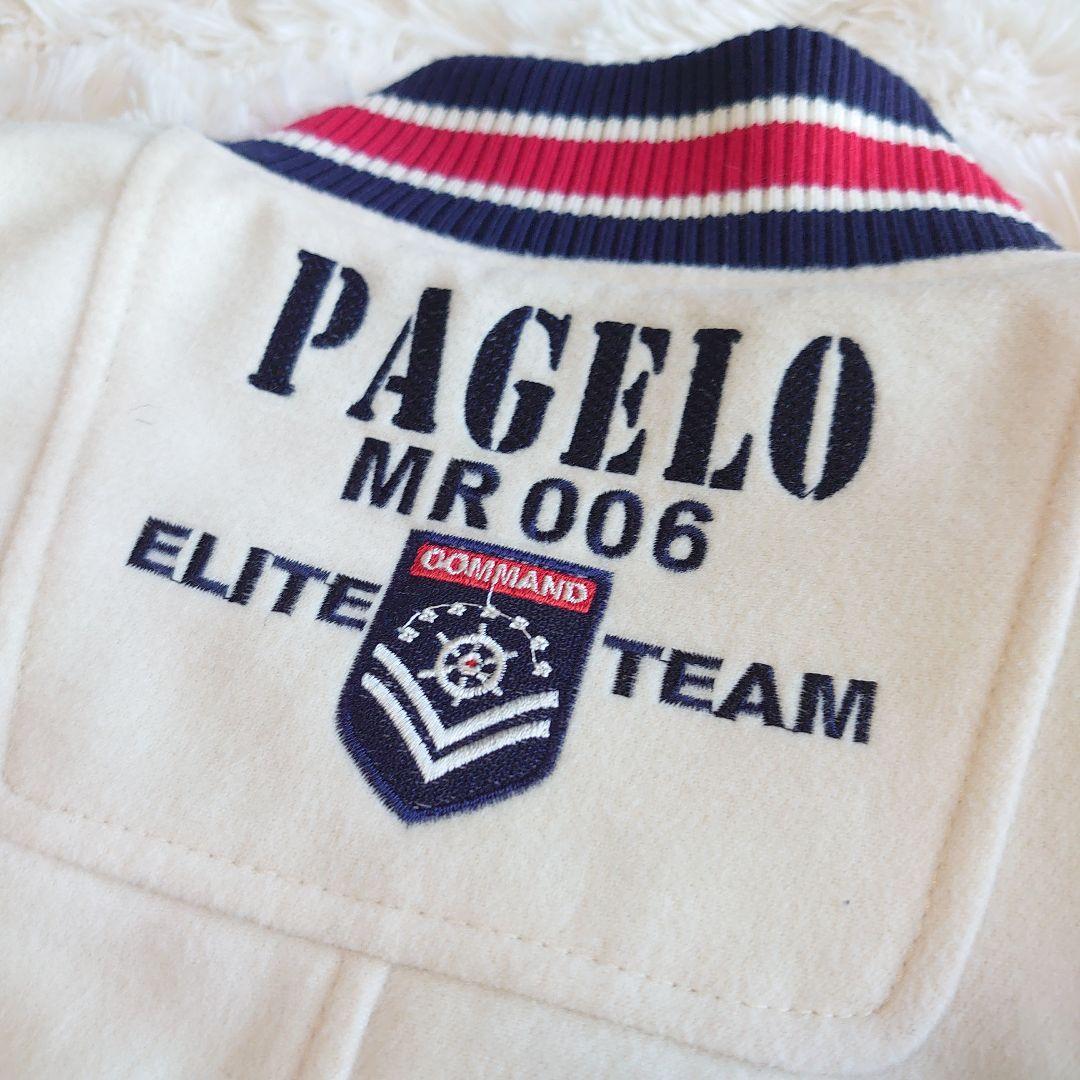 PAGELO
MR 006
ELITE TEAM
COMMAND